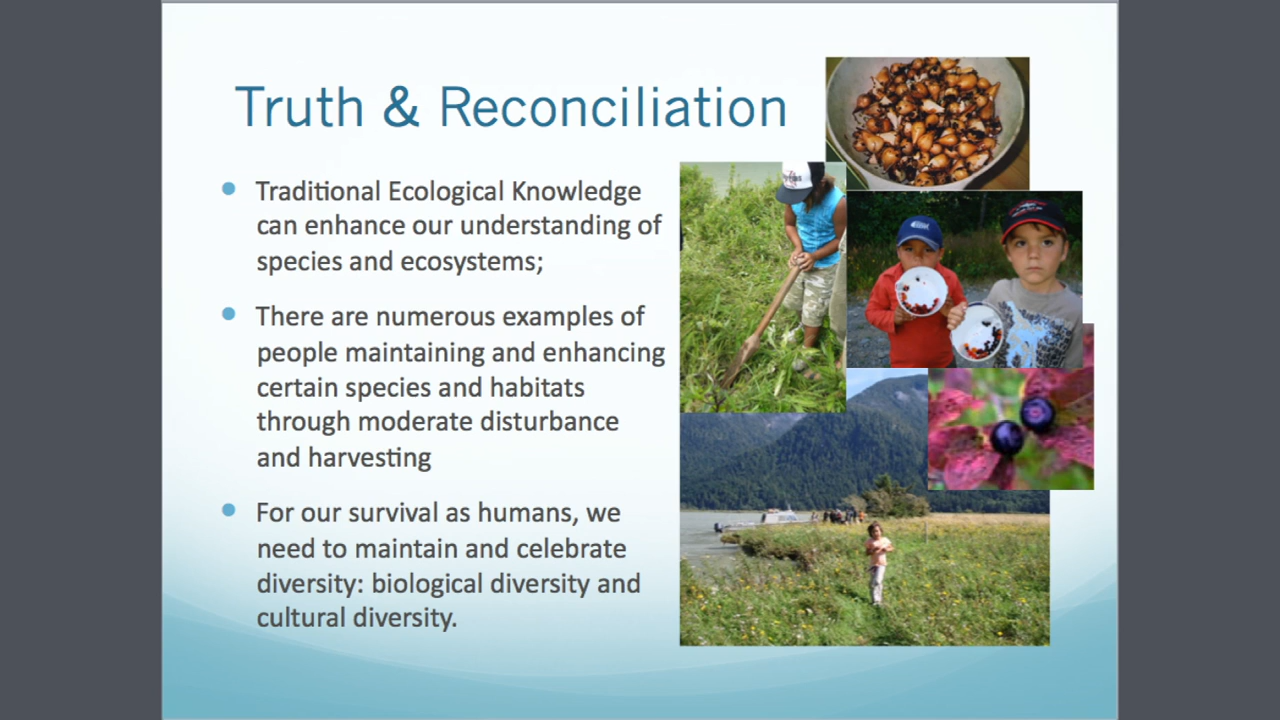 Truth & Reconciliation
Traditional Ecological Knowledge
can enhance our understanding of
species and ecosystems;
There are numerous examples of
people maintaining and enhancing
certain species and habitats
through moderate disturbance
and harvesting
For our survival as humans, we
need to maintain and celebrate
diversity: biological diversity and
cultural diversity.